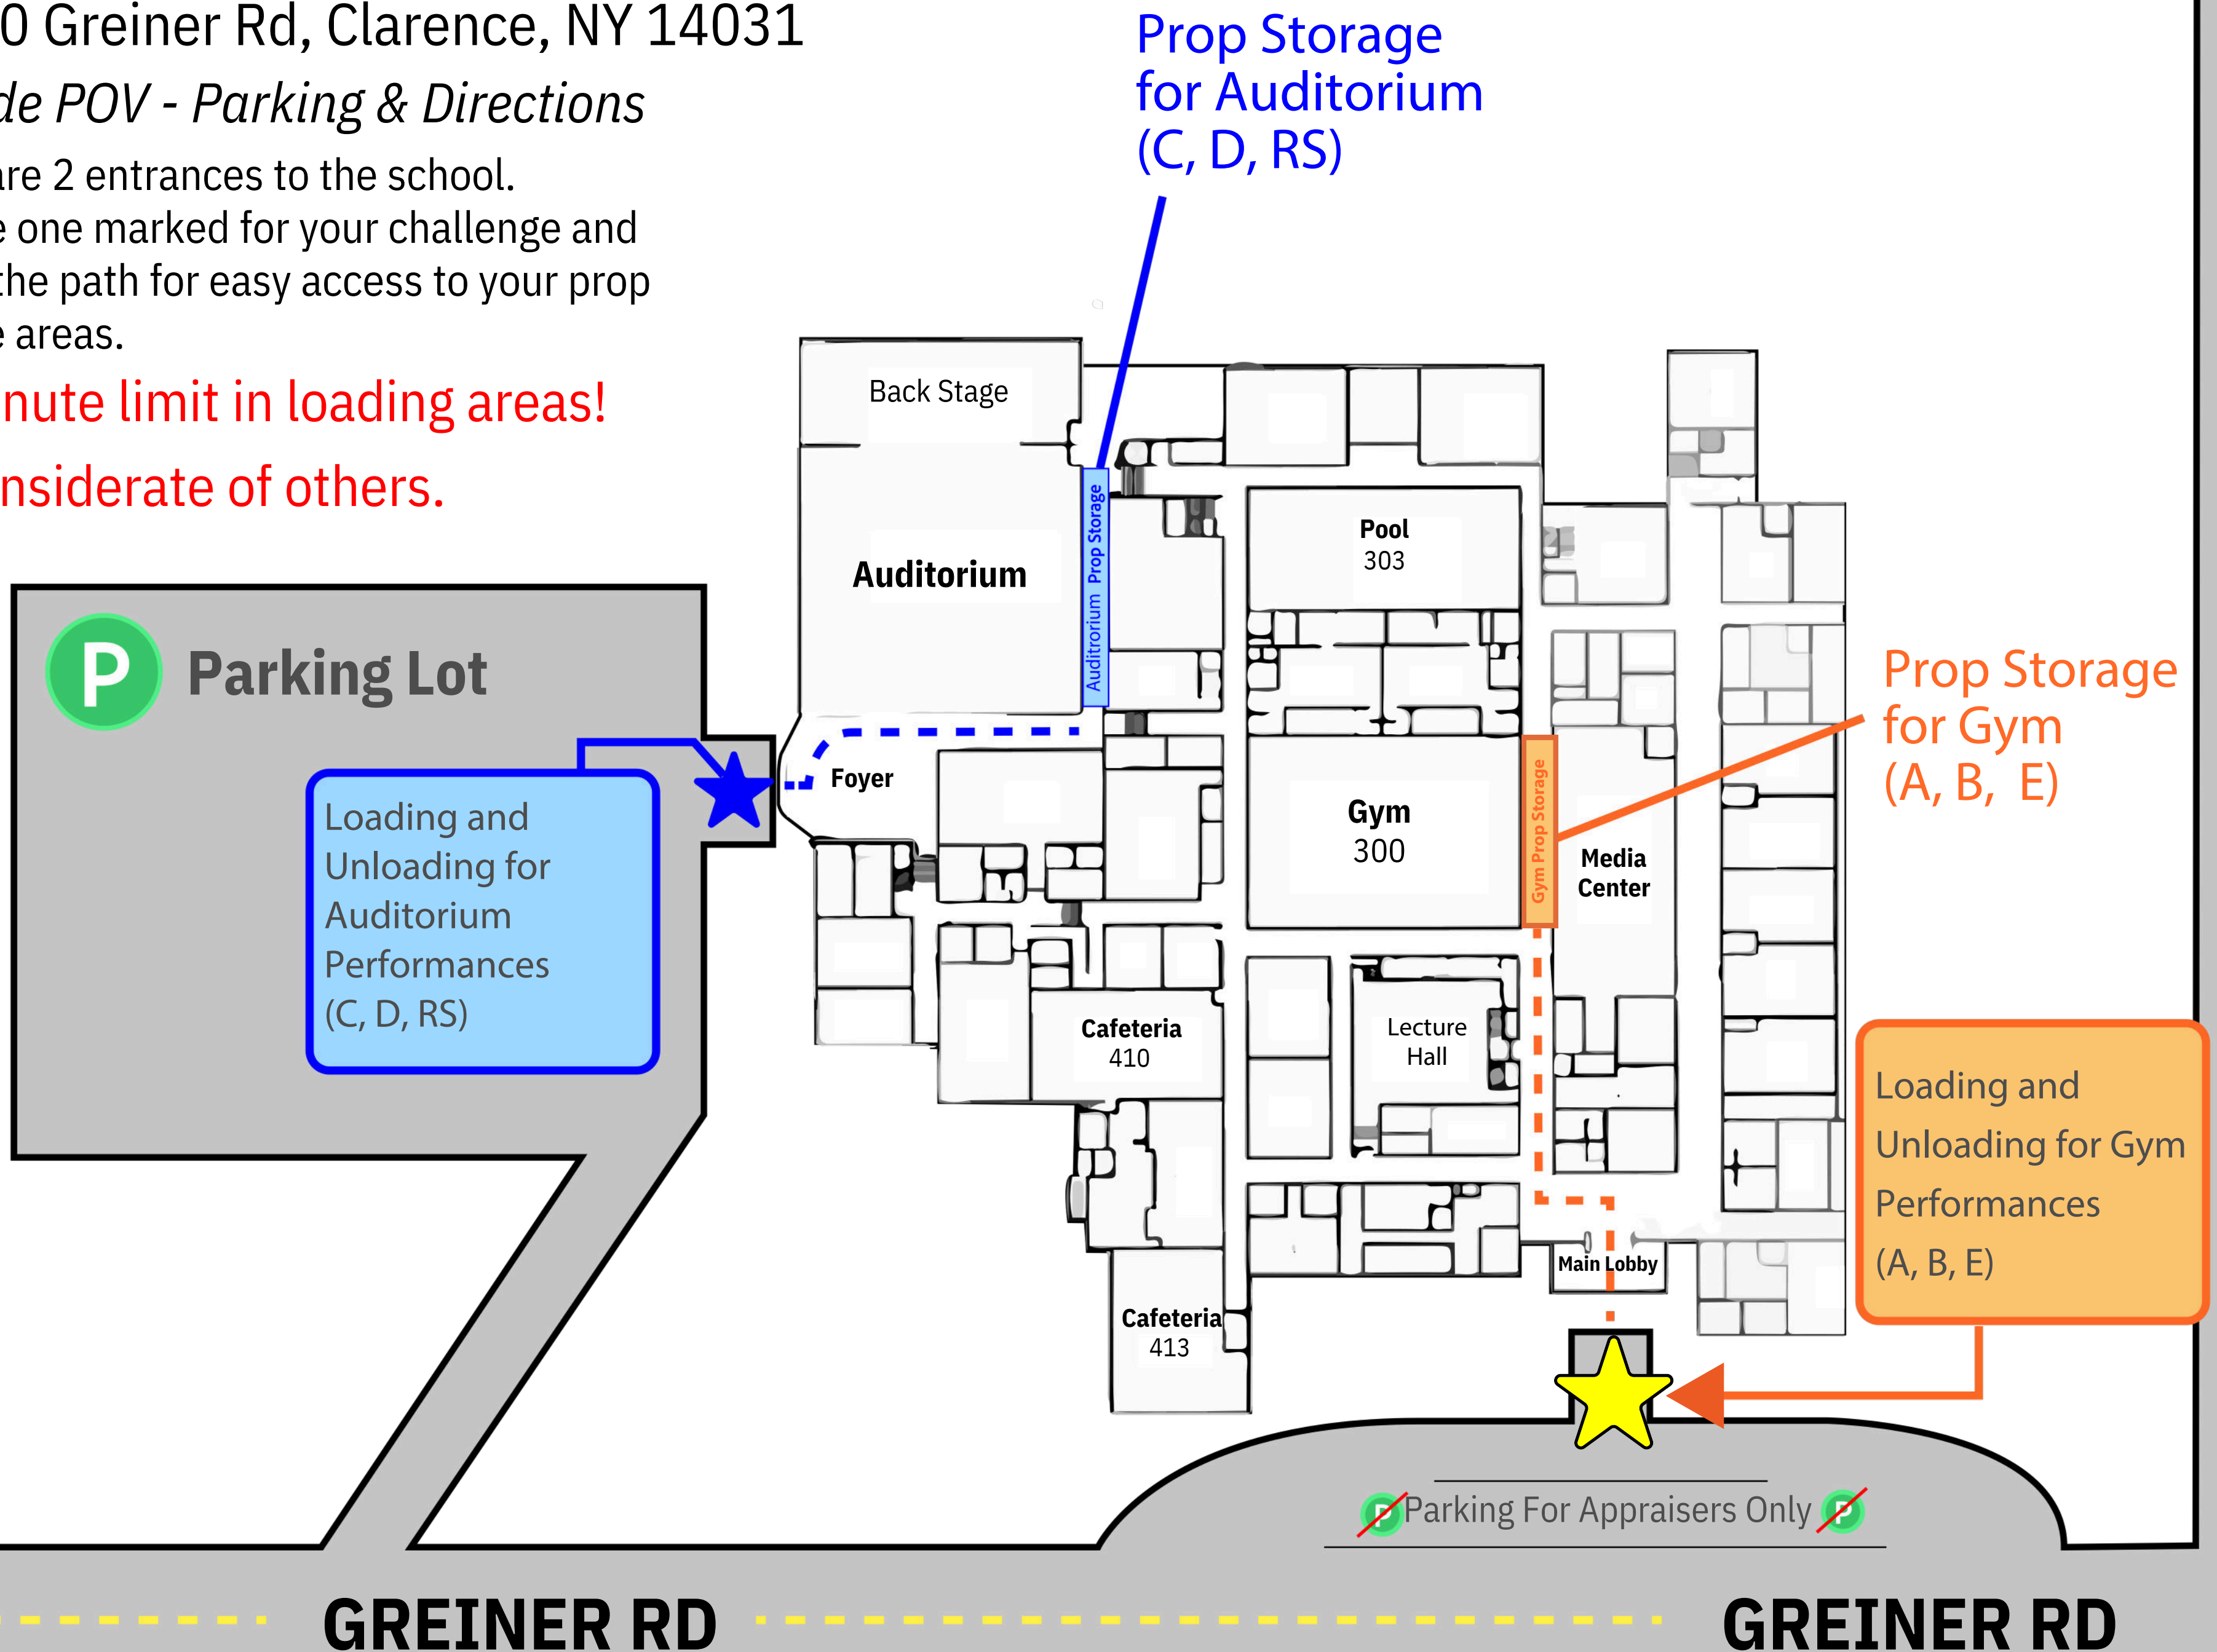 0 Greiner Rd, Clarence, NY 14031
de POV - Parking & Directions
are 2 entrances to the school.
e one marked for your challenge and
the path for easy access to your prop
e areas.
nute limit in loading areas!
nsiderate of others.
Prop Storage
for Auditorium
(C, D, RS)
Back Stage
Auditorium
Auditrorium Prop Storage
Pool
303
P Parking Lot
Foyer
Loading and
Unloading for
Auditorium
Performances
(C, D, RS)
Gym
300
Gym Prop Storage
Media
Center
Prop Storage
for Gym
(A, B, E)
Cafeteria
410
Lecture
Hall
Loading and
Unloading for Gym
Performances
(A, B, E)
Main Lobby
Cafeteria
413
P Parking For Appraisers Only P
GREINER RD
GREINER RD